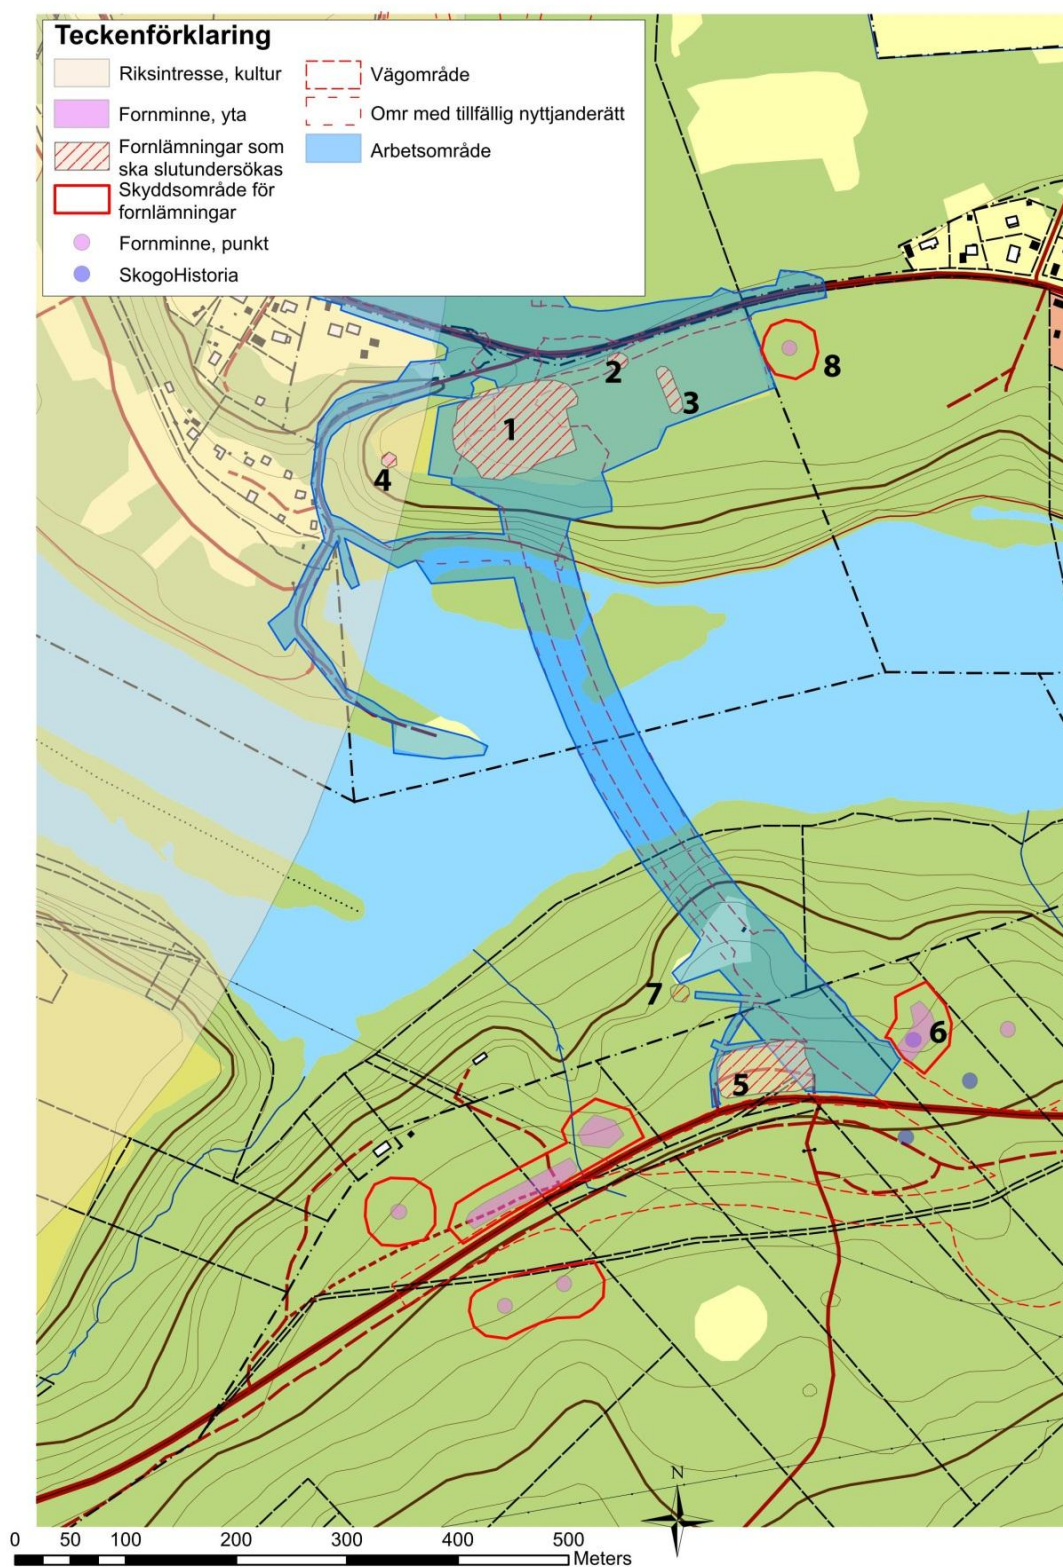 Teckenförklaring
Riksintresse, kultur
Fornminne, yta
Fornlämningar som
ska slutundersökas
Skyddsområde för
fornlämningar
Fornminne, punkt
SkogoHistoria
Vägområde
Omr med tillfällig nyttjanderätt
Arbetsområde
2
8
3
1
4
7
6
5
N
0 50 100 200 300 400 500
Meters